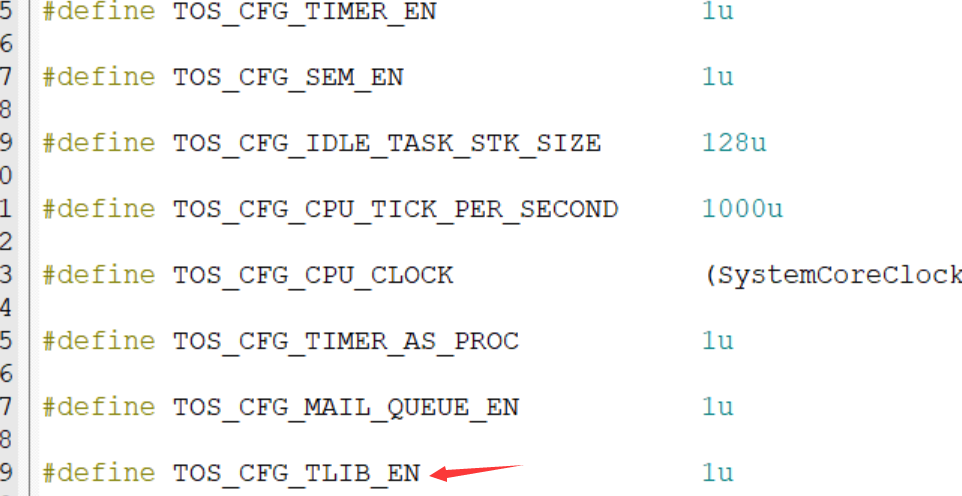 5 #define TOS_CFG_TIMER_EN 1u
6
7 #define TOS_CFG_SEM_EN 1u
8
9 #define TOS_CFG_IDLE_TASK_STK_SIZE 128u
0
1 #define TOS_CFG_CPU_TICK_PER_SECOND 1000u
2
3 #define TOS_CFG_CPU_CLOCK (SystemCoreClock
4
5 #define TOS_CFG_TIMER_AS_PROC 1u
6
7 #define TOS_CFG_MAIL_QUEUE_EN 1u
8
9 #define TOS_CFG_TLIB_EN 1u